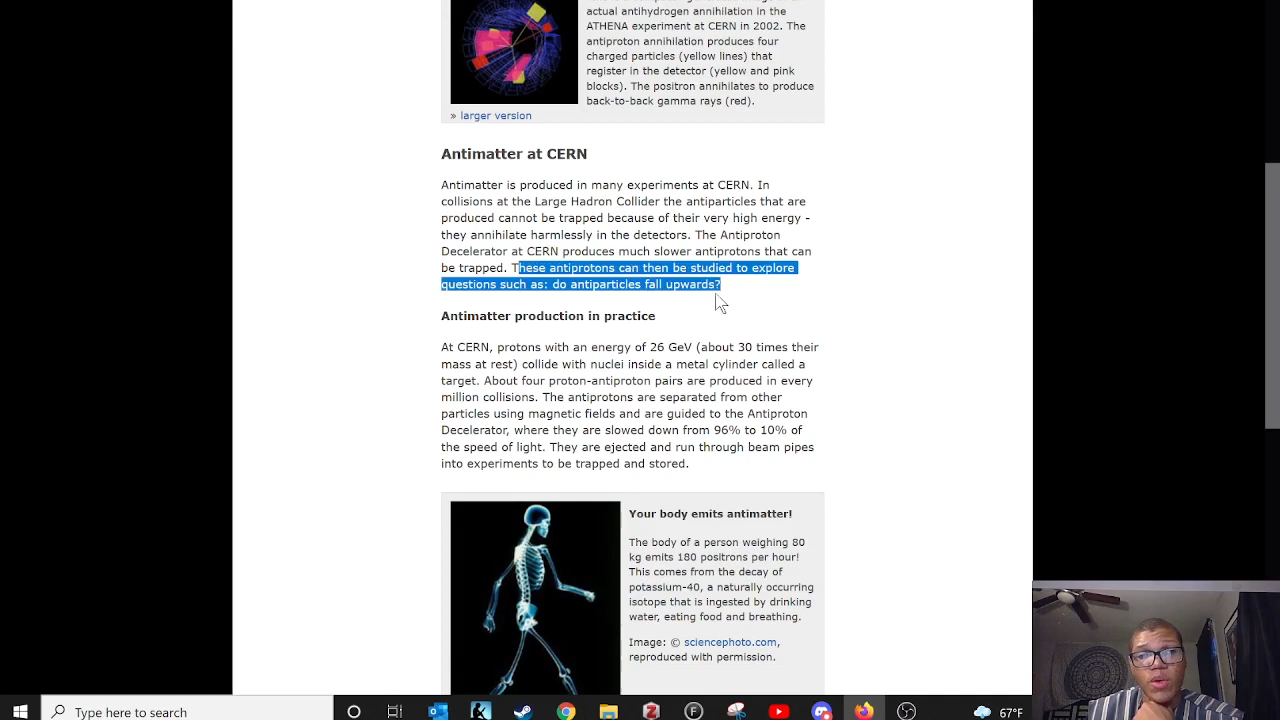 actual antihydrogen annihilation in the
ATHENA experiment at CERN in 2002. The
antiproton annihilation produces four
charged particles (yellow lines) that
register in the detector (yellow and pink
blocks). The positron annihilates to produce
back-to-back gamma rays (red).
» larger version
Antimatter at CERN
Antimatter is produced in many experiments at CERN. In
collisions at the Large Hadron Collider the antiparticles that are
produced cannot be trapped because of their very high energy -
they annihilate harmlessly in the detectors. The Antiproton
Decelerator at CERN produces much slower antiprotons that can
be trapped. These antiprotons can then be studied to explore
questions such as: do antiparticles fall upwards?
Antimatter production in practice
At CERN, protons with an energy of 26 GeV (about 30 times their
mass at rest) collide with nuclei inside a metal cylinder called a
target. About four proton-antiproton pairs are produced in every
million collisions. The antiprotons are separated from other
particles using magnetic fields and are guided to the Antiproton
Decelerator, where they are slowed down from 96% to 10% of
the speed of light. They are ejected and run through beam pipes
into experiments to be trapped and stored.
Your body emits antimatter!
The body of a person weighing 80
kg emits 180 positrons per hour!
This comes from the decay of
potassium-40, a naturally occurring
isotope that is ingested by drinking
water, eating food and breathing.
Image: © sciencephoto.com,
reproduced with permission.
Type here to search
67°F